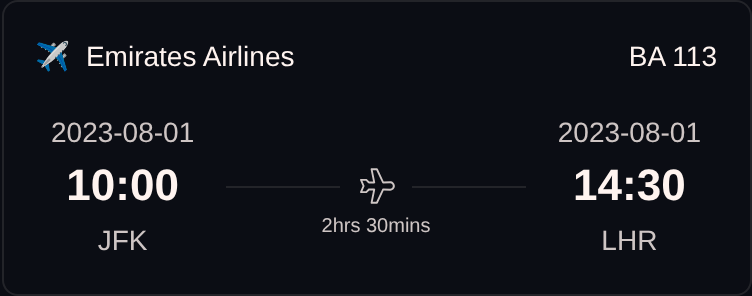 Emirates Airlines BA 113
2023-08-01 2023-08-01
10:00 14:30
2hrs 30mins
JFK LHR